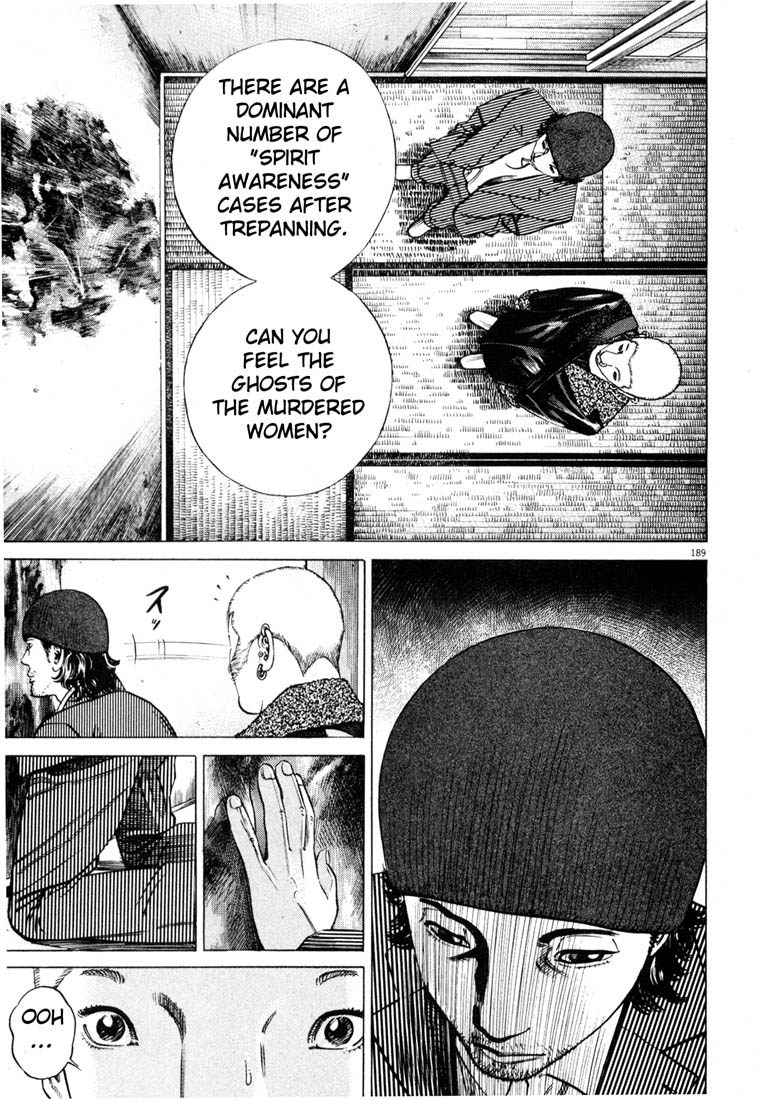 THERE ARE A
DOMINANT
NUMBER OF
"SPIRIT
AWARENESS"
CASES AFTER
TREPANNING.
CAN YOU
FEEL THE
GHOSTS OF
THE MURDERED
WOMEN?
189
スッ
OOH
...